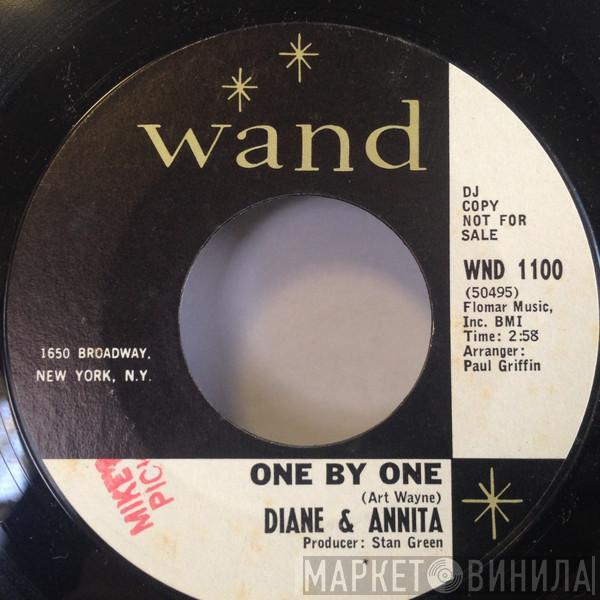 wand
DJ
COPY
NOT FOR
SALE
WND 1100
(50495)
Flomar Music,
Inc. BMI
Time: 2:58
Arranger:
Paul Griffin
1650 BROADWAY,
NEW YORK, N.Y.
ONE BY ONE
(Art Wayne)
DIANE & ANNITA
Producer: Stan Green
МАРКЕТ ВИНИЛА